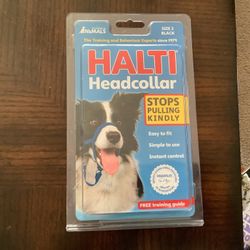 COMPANY of
ANIMALS
SIZE 2
BLACK
The Training and Behaviour Experts since 1979
HALTI
Headcollar
STOPS
PULLING
KINDLY
Easy to fit
Simple to use
Instant control
FREE training guide